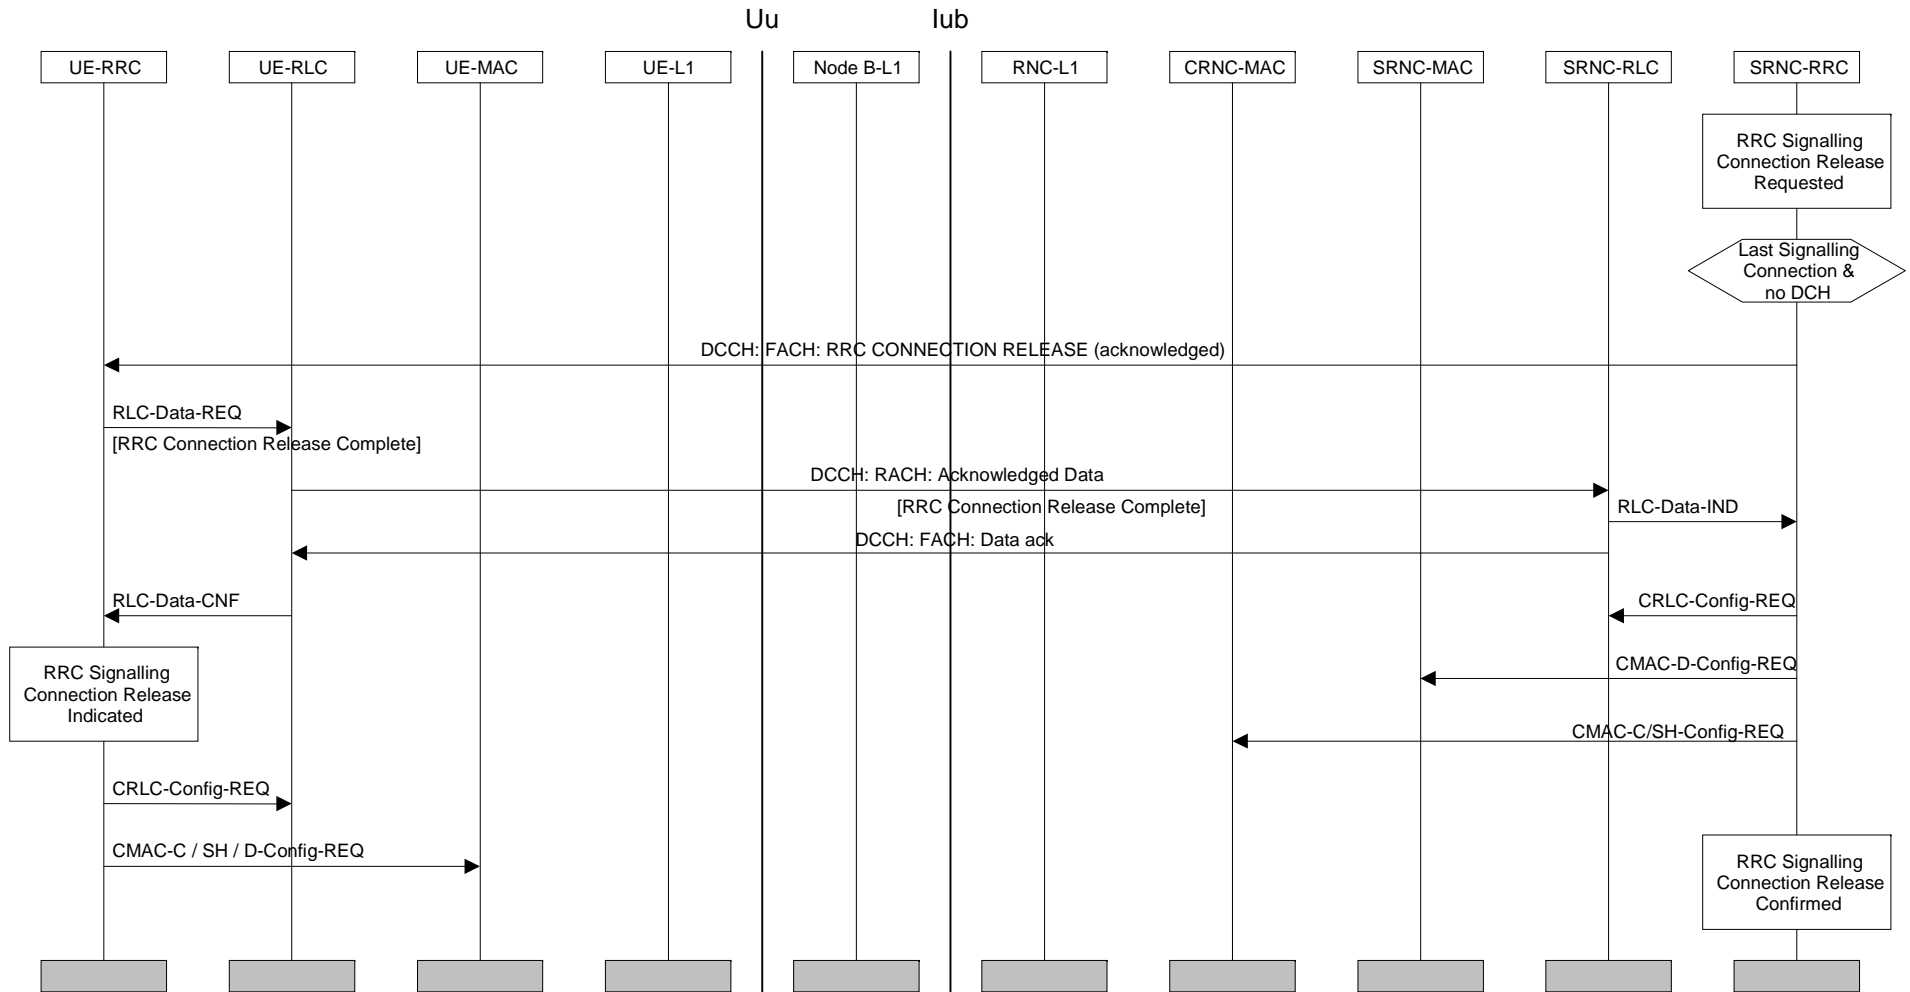 Uu
Iub
UE-RRC
UE-RLC
UE-MAC
UE-L1
Node B-L1
RNC-L1
CRNC-MAC
SRNC-MAC
SRNC-RLC
SRNC-RRC
RRC Signalling
Connection Release
Requested
Last Signalling
Connection &
no DCH
DCCH: FACH: RRC CONNECTION RELEASE (acknowledged)
RLC-Data-REQ
[RRC Connection Release Complete]
DCCH: RACH: Acknowledged Data
[RRC Connection Release Complete]
RLC-Data-IND
DCCH: FACH: Data ack
RLC-Data-CNF
CRLC-Config-REQ
RRC Signalling
Connection Release
Indicated
CMAC-D-Config-REQ
CMAC-C/SH-Config-REQ
CRLC-Config-REQ
CMAC-C / SH / D-Config-REQ
RRC Signalling
Connection Release
Confirmed